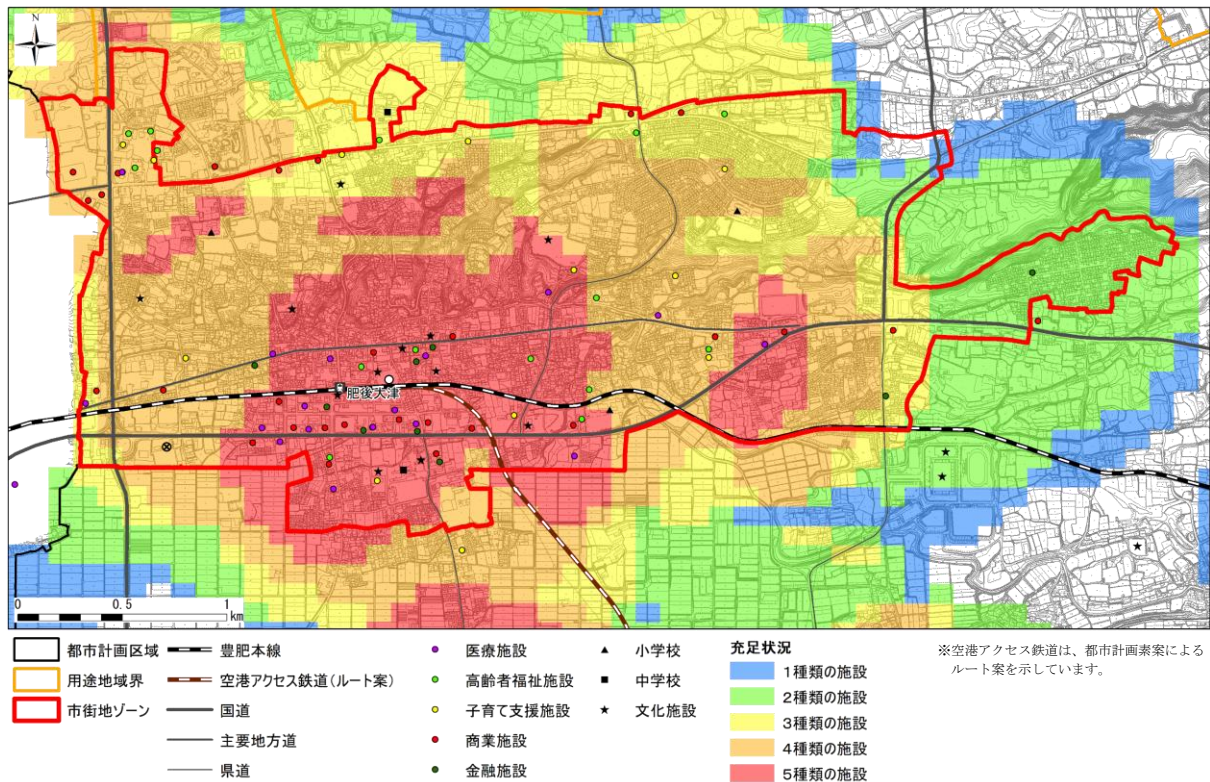 N
肥後大津
0 0.5 1
km
都市計画区域
用途地域界
市街地ゾーン
豊肥本線
空港アクセス鉄道(ルート案)
国道
主要地方道
県道
医療施設
高齢者福祉施設
子育て支援施設
商業施設
金融施設
小学校
中学校
文化施設
充足状況
1種類の施設
2種類の施設
3種類の施設
4種類の施設
5種類の施設
※空港アクセス鉄道は、都市計画素案による
ルート案を示しています。